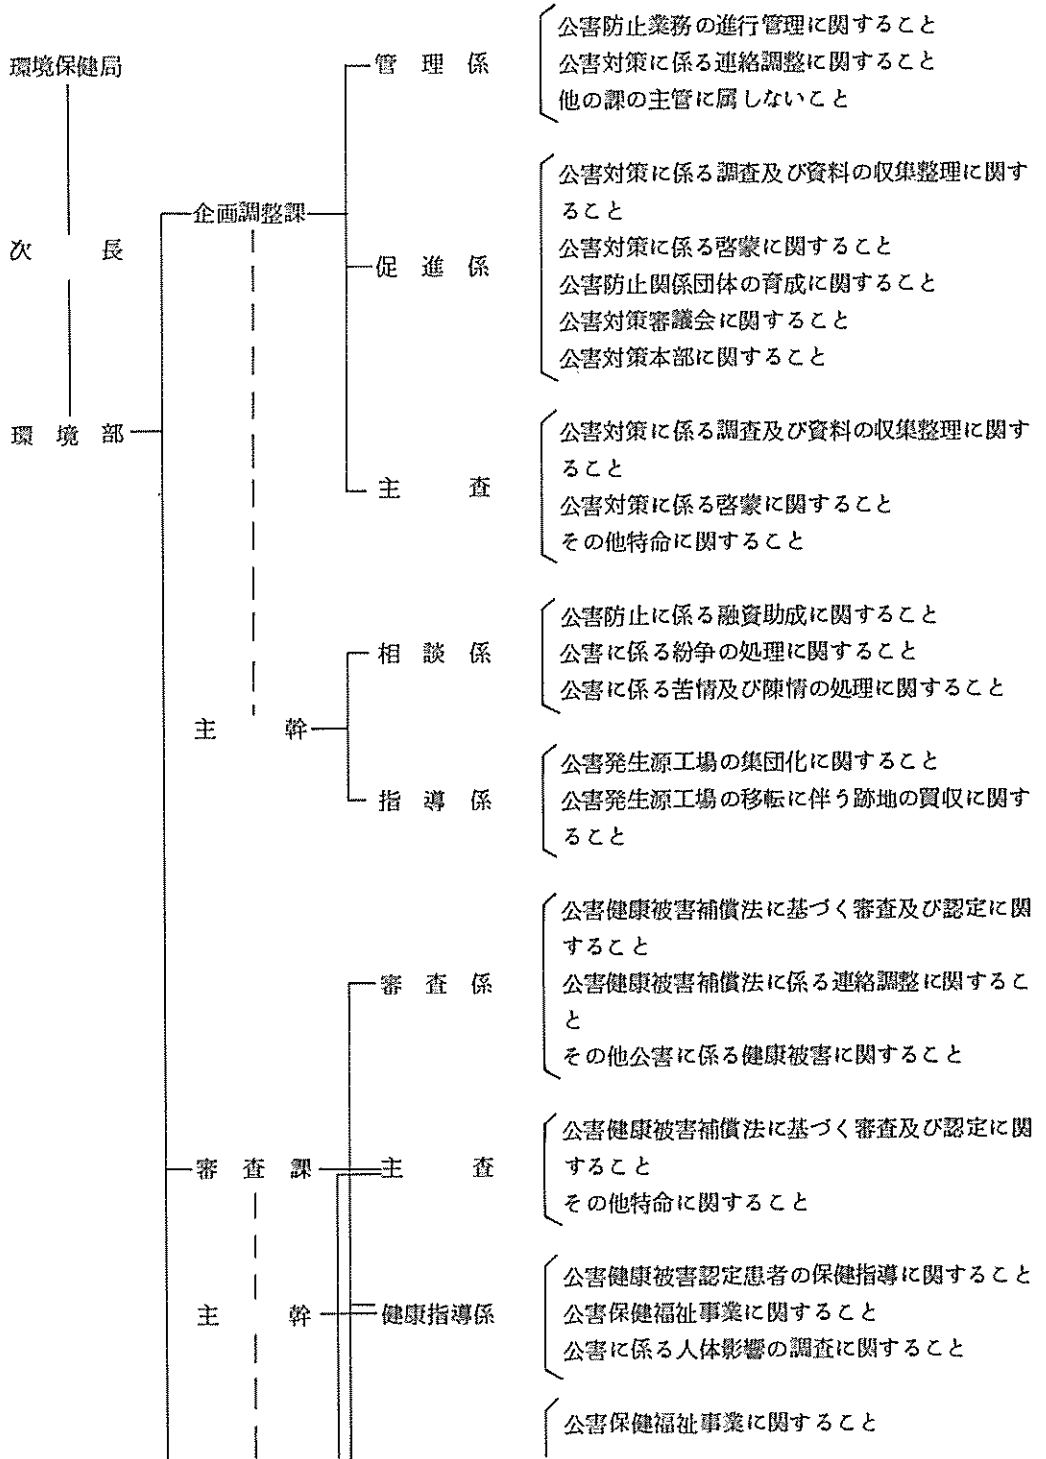 環境保健局
次長
環境部
企画調整課
管理係
公害防止業務の進行管理に関すること
公害対策に係る連絡調整に関すること
他の課の主管に属しないこと
促進係
公害対策に係る調査及び資料の収集整理に関す
ること
公害対策に係る啓蒙に関すること
公害防止関係団体の育成に関すること
公害対策審議会に関すること
公害対策本部に関すること
主査
公害対策に係る調査及び資料の収集整理に関す
ること
公害対策に係る啓蒙に関すること
その他特命に関すること
主幹
相談係
公害防止に係る融資助成に関すること
公害に係る紛争の処理に関すること
公害に係る苦情及び陳情の処理に関すること
指導係
公害発生源工場の集団化に関すること
公害発生源工場の移転に伴う跡地の買収に関す
ること
審査課
審査係
公害健康被害補償法に基づく審査及び認定に関
すること
公害健康被害補償法に係る連絡調整に関するこ
と
その他公害に係る健康被害に関すること
主査
公害健康被害補償法に基づく審査及び認定に関
すること
その他特命に関すること
主幹
健康指導係
公害健康被害認定患者の保健指導に関すること
公害保健福祉事業に関すること
公害に係る人体影響の調査に関すること
公害保健福祉事業に関すること